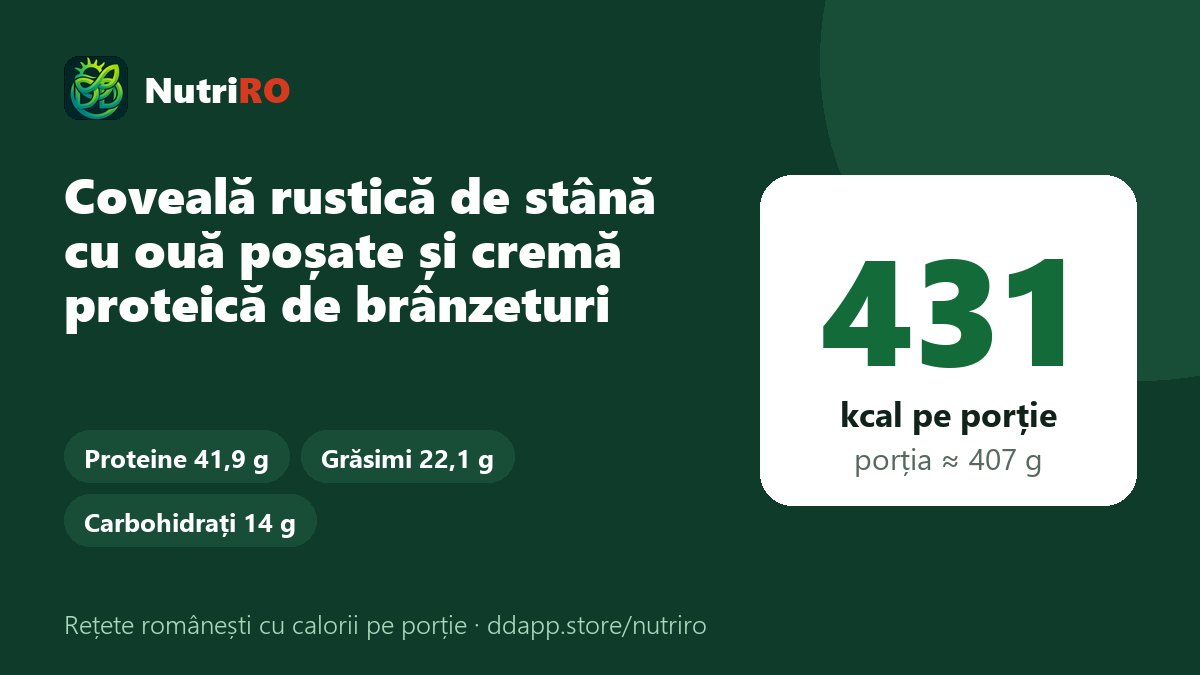 NutriRO
Coveală rustică de stână
cu ouă poșate și cremă
proteică de brânzeturi
431
kcal pe porție
porția ≈ 407 g
Proteine 41,9 g
Grăsimi 22,1 g
Carbohidrați 14 g
Rețete românești cu calorii pe porție · ddapp.store/nutriro